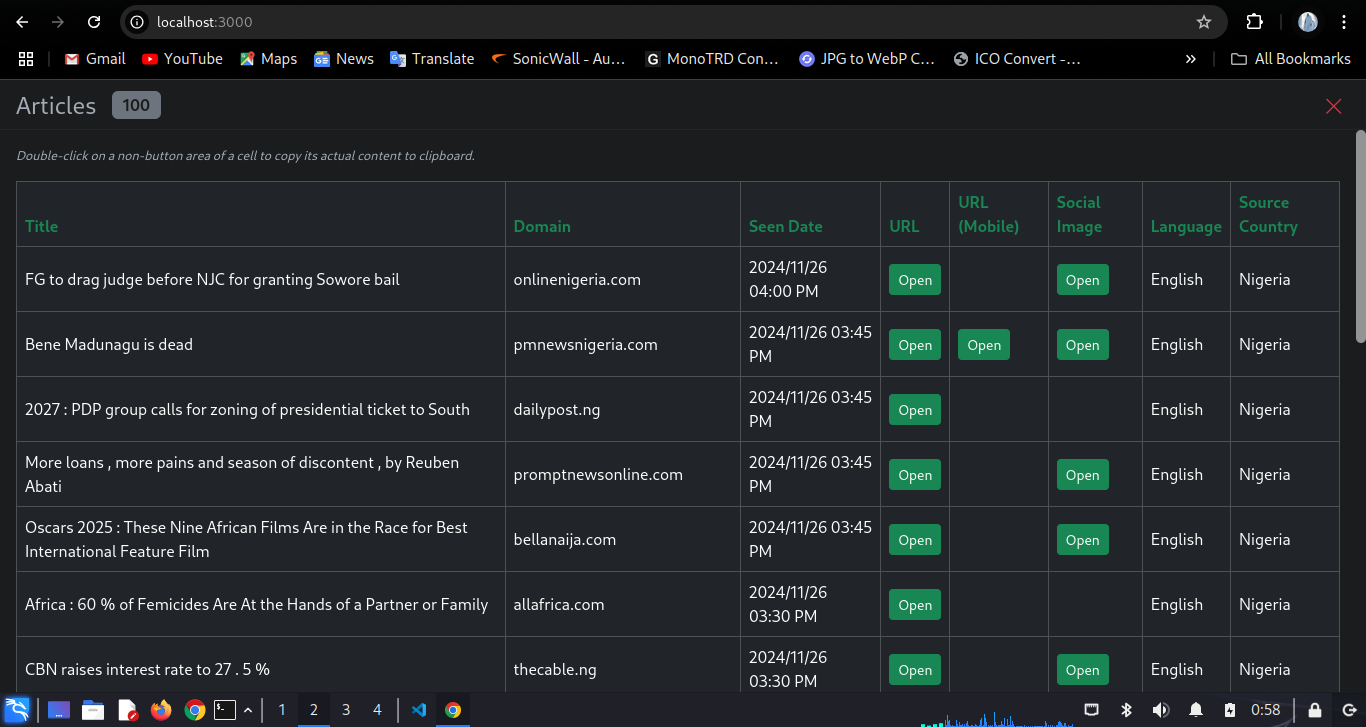 localhost:3000
Gmail YouTube Maps News Translate SonicWall - Au... MonoTRD Con... JPG to WebP C... ICO Convert -... » All Bookmarks
Articles 100
Double-click on a non-button area of a cell to copy its actual content to clipboard.
Title Domain Seen Date URL URL (Mobile) Social Image Language Source Country
FG to drag judge before NJC for granting Sowore bail onlinenigeria.com 2024/11/26 04:00 PM Open Open English Nigeria
Bene Madunagu is dead pmnewsnigeria.com 2024/11/26 03:45 PM Open Open Open English Nigeria
2027 : PDP group calls for zoning of presidential ticket to South dailypost.ng 2024/11/26 03:45 PM Open English Nigeria
More loans , more pains and season of discontent , by Reuben Abati promptnewsonline.com 2024/11/26 03:45 PM Open Open English Nigeria
Oscars 2025 : These Nine African Films Are in the Race for Best International Feature Film bellanaija.com 2024/11/26 03:45 PM Open Open English Nigeria
Africa : 60 % of Femicides Are At the Hands of a Partner or Family allafrica.com 2024/11/26 03:30 PM Open English Nigeria
CBN raises interest rate to 27 . 5 % thecable.ng 2024/11/26 03:30 PM Open Open English Nigeria
1 2 3 4 0:58